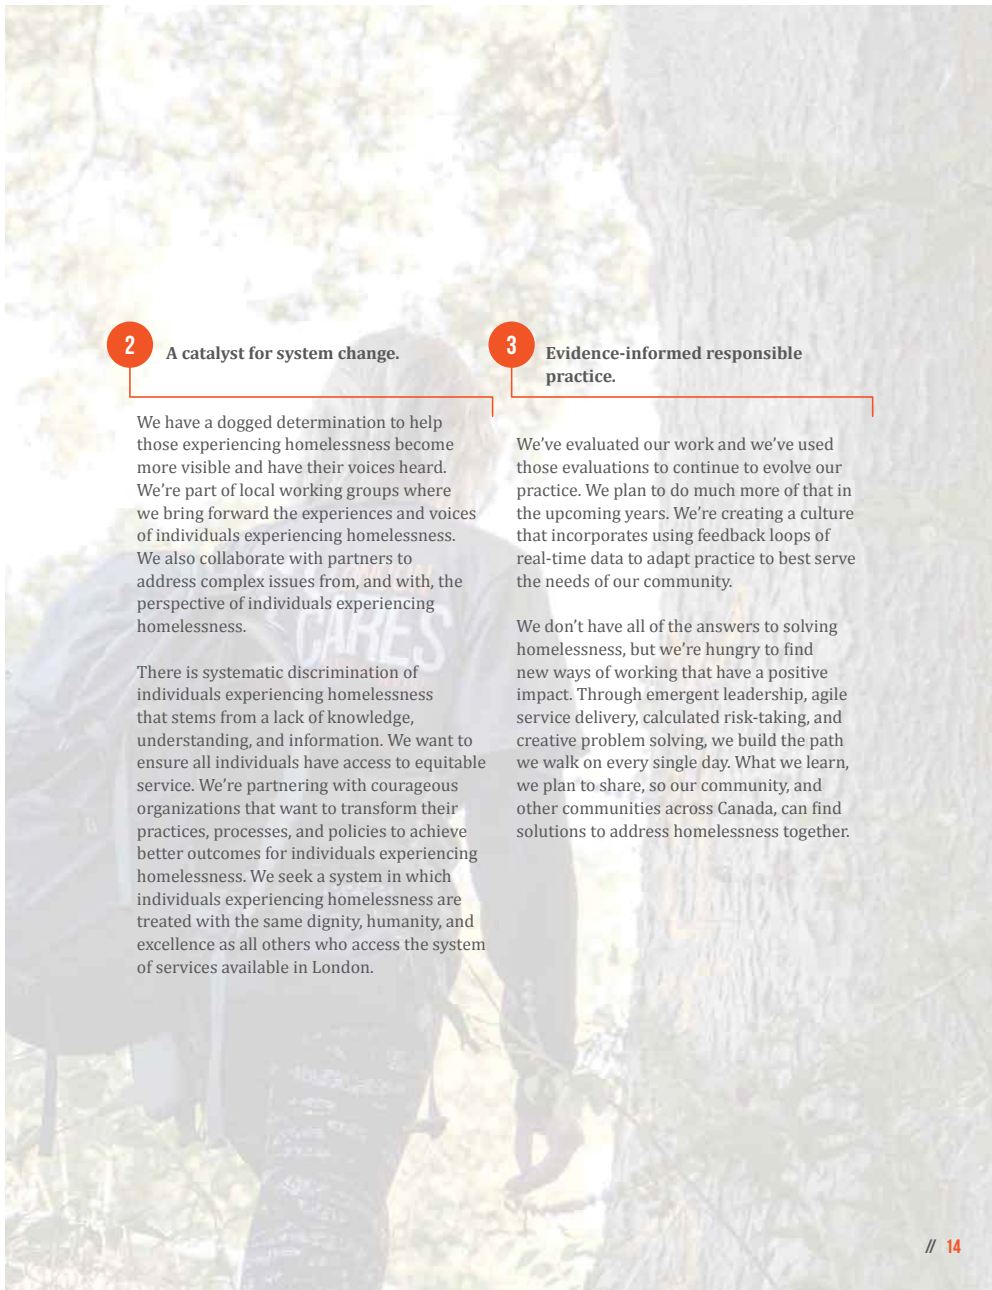 2
A catalyst for system change.
We have a dogged determination to help
those experiencing homelessness become
more visible and have their voices heard.
We're part of local working groups where
we bring forward the experiences and voices
of individuals experiencing homelessness.
We also collaborate with partners to
address complex issues from, and with, the
perspective of individuals experiencing
homelessness.
There is systematic discrimination of
individuals experiencing homelessness
that stems from a lack of knowledge,
understanding, and information. We want to
ensure all individuals have access to equitable
service. We're partnering with courageous
organizations that want to transform their
practices, processes, and policies to achieve
better outcomes for individuals experiencing
homelessness. We seek a system in which
individuals experiencing homelessness are
treated with the same dignity, humanity, and
excellence as all others who access the system
of services available in London.
3
Evidence-informed responsible
practice.
We've evaluated our work and we've used
those evaluations to continue to evolve our
practice. We plan to do much more of that in
the upcoming years. We're creating a culture
that incorporates using feedback loops of
real-time data to adapt practice to best serve
the needs of our community.
We don't have all of the answers to solving
homelessness, but we're hungry to find
new ways of working that have a positive
impact. Through emergent leadership, agile
service delivery, calculated risk-taking, and
creative problem solving, we build the path
we walk on every single day. What we learn,
we plan to share, so our community, and
other communities across Canada, can find
solutions to address homelessness together.
CARES
// 14